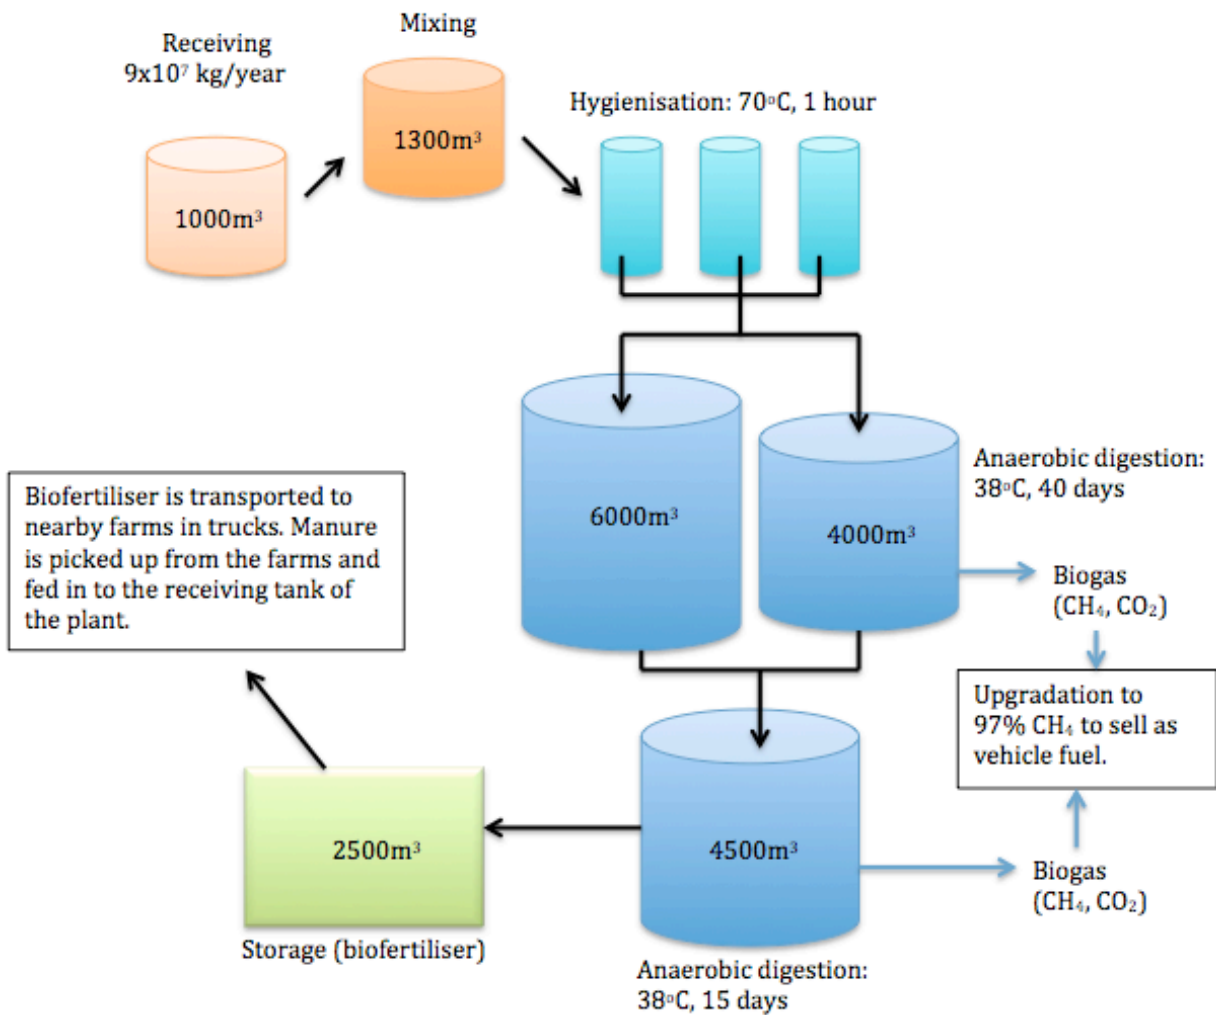 Receiving
9x10⁷ kg/year
Mixing
1000m³
1300m³
Hygienisation: 70ºC, 1 hour
6000m³
4000m³
Anaerobic digestion:
38ºC, 40 days
Biogas
(CH₄, CO₂)
Upgradation to
97% CH₄ to sell as
vehicle fuel.
Biogas
(CH₄, CO₂)
4500m³
Anaerobic digestion:
38ºC, 15 days
2500m³
Storage (biofertiliser)
Biofertiliser is transported to
nearby farms in trucks. Manure
is picked up from the farms and
fed in to the receiving tank of
the plant.